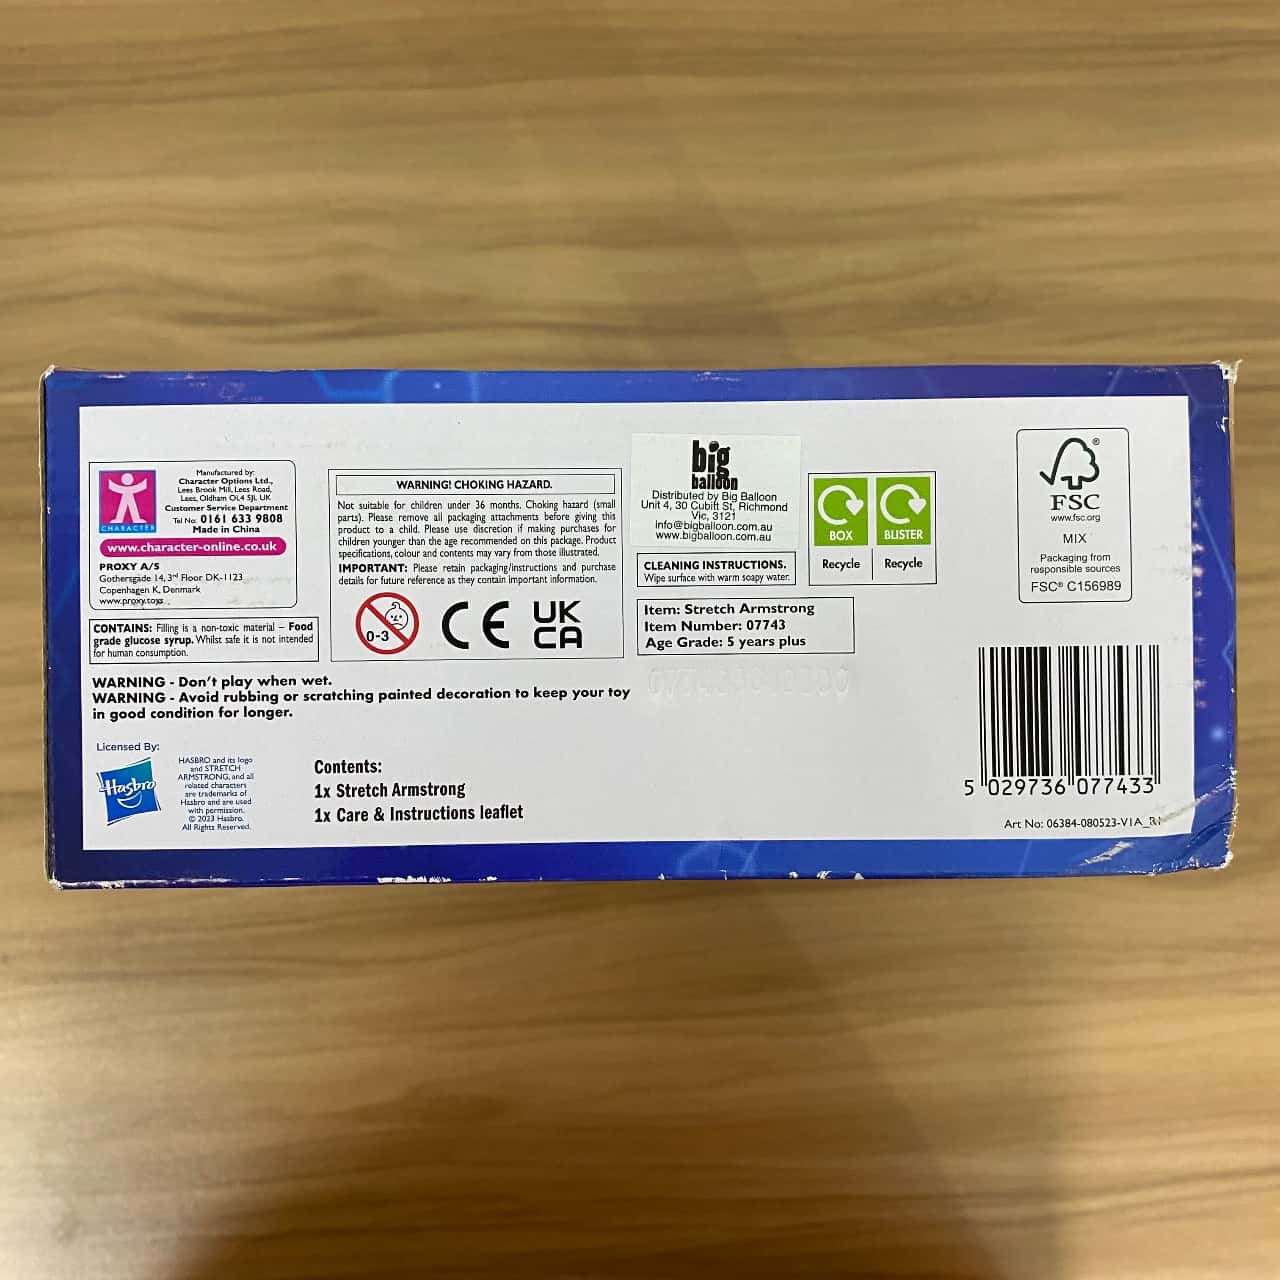 CHARACTER
Manufactured by:
Character Options Ltd.,
Lees Brook Mill, Lees Road,
Lees, Oldham OL4 5JL UK
Customer Service Department
Tel No: 0161 633 9808
Made in China
www.character-online.co.uk
PROXY A/S
Gothersgade 14, 3rd Floor DK-1123
Copenhagen K, Denmark
www.proxy.toys
CONTAINS: Filling is a non-toxic material – Food
grade glucose syrup. Whilst safe it is not intended
for human consumption.
WARNING! CHOKING HAZARD.
Not suitable for children under 36 months. Choking hazard (small
parts). Please remove all packaging attachments before giving this
product to a child. Please use discretion if making purchases for
children younger than the age recommended on this package. Product
specifications, colour and contents may vary from those illustrated.
IMPORTANT: Please retain packaging/instructions and purchase
details for future reference as they contain important information.
0-3
CE
UK
CA
big
balloon
Distributed by Big Balloon
Unit 4, 30 Cubitt St, Richmond
Vic, 3121
info@bigballoon.com.au
www.bigballoon.com.au
CLEANING INSTRUCTIONS.
Wipe surface with warm soapy water.
Item: Stretch Armstrong
Item Number: 07743
Age Grade: 5 years plus
BOX
Recycle
BLISTER
Recycle
FSC
www.fsc.org
MIX
Packaging from
responsible sources
FSC® C156989
WARNING - Don't play when wet.
WARNING - Avoid rubbing or scratching painted decoration to keep your toy
in good condition for longer.
Licensed By:
Hasbro
HASBRO and its logo
and STRETCH
ARMSTRONG, and all
related characters
are trademarks of
Hasbro and are used
with permission.
© 2023 Hasbro.
All Rights Reserved.
Contents:
1x Stretch Armstrong
1x Care & Instructions leaflet
5 029736 077433
Art No: 06384-080523-V1A_R1